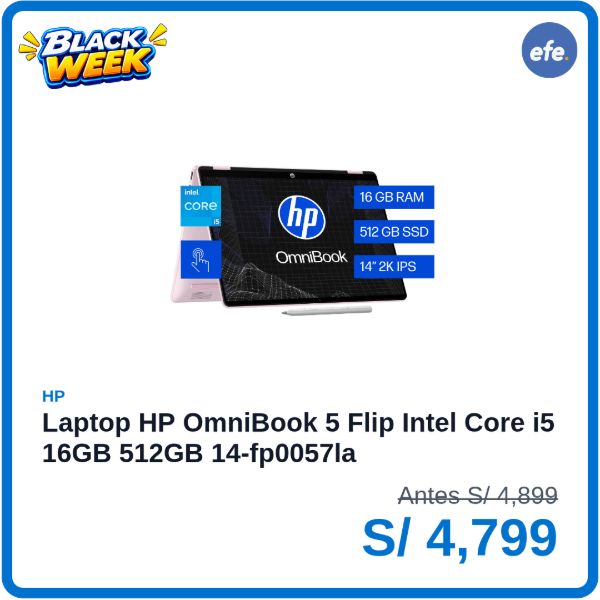 BLACK
WEEK
efe.
intel.
CORE
i5
hp
OmniBook
16 GB RAM
512 GB SSD
14" 2K IPS
HP
Laptop HP OmniBook 5 Flip Intel Core i5
16GB 512GB 14-fp0057la
Antes S/ 4,899
S/ 4,799